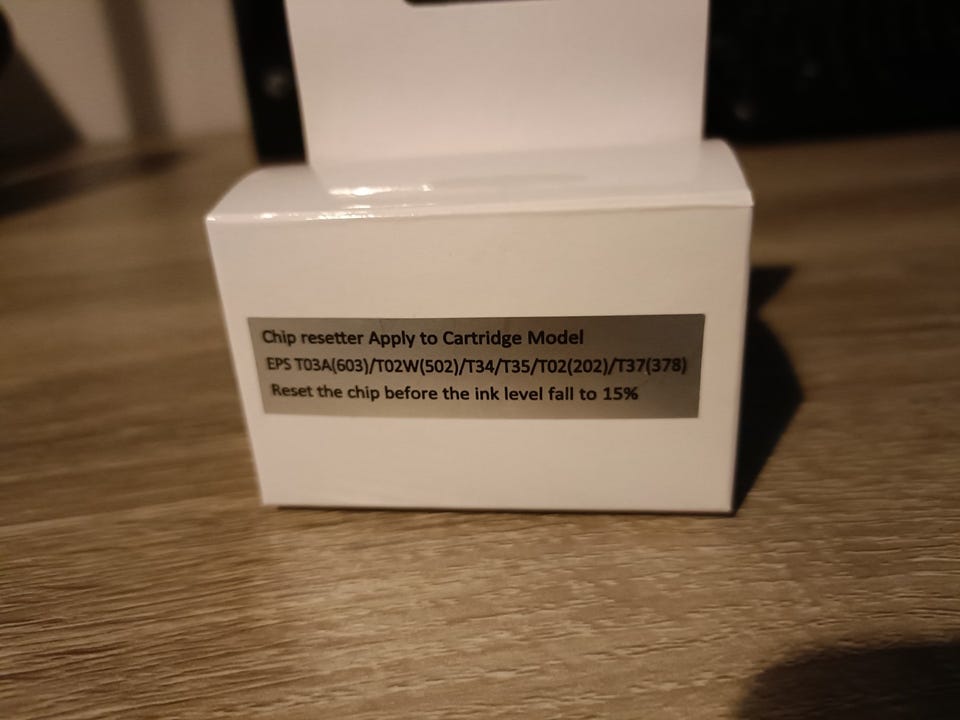 Chip resetter Apply to Cartridge Model
EPS T03A(603)/T02W(502)/T34/T35/T02(202)/T37(378)
Reset the chip before the ink level fall to 15%